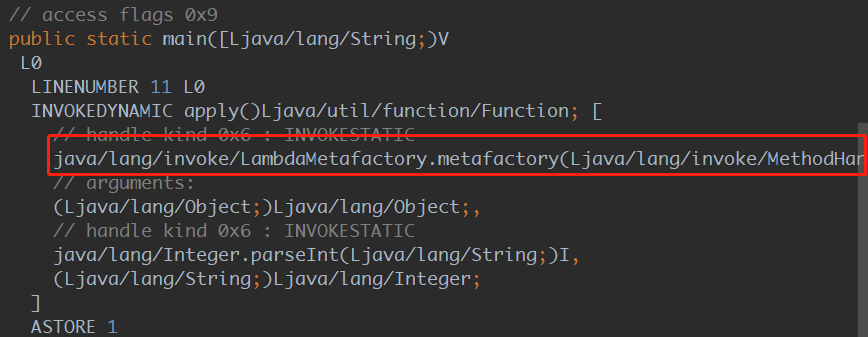 // access flags 0x9
public static main([Ljava/lang/String;)V
L0
LINENUMBER 11 L0
INVOKEDYNAMIC apply()Ljava/util/function/Function; [
// handle kind 0x6 : INVOKESTATIC
java/lang/invoke/LambdaMetafactory.metafactory(Ljava/lang/invoke/MethodHan
// arguments:
(Ljava/lang/Object;)Ljava/lang/Object;,
// handle kind 0x6 : INVOKESTATIC
java/lang/Integer.parseInt(Ljava/lang/String;)I,
(Ljava/lang/String;)Ljava/lang/Integer;
]
ASTORE 1